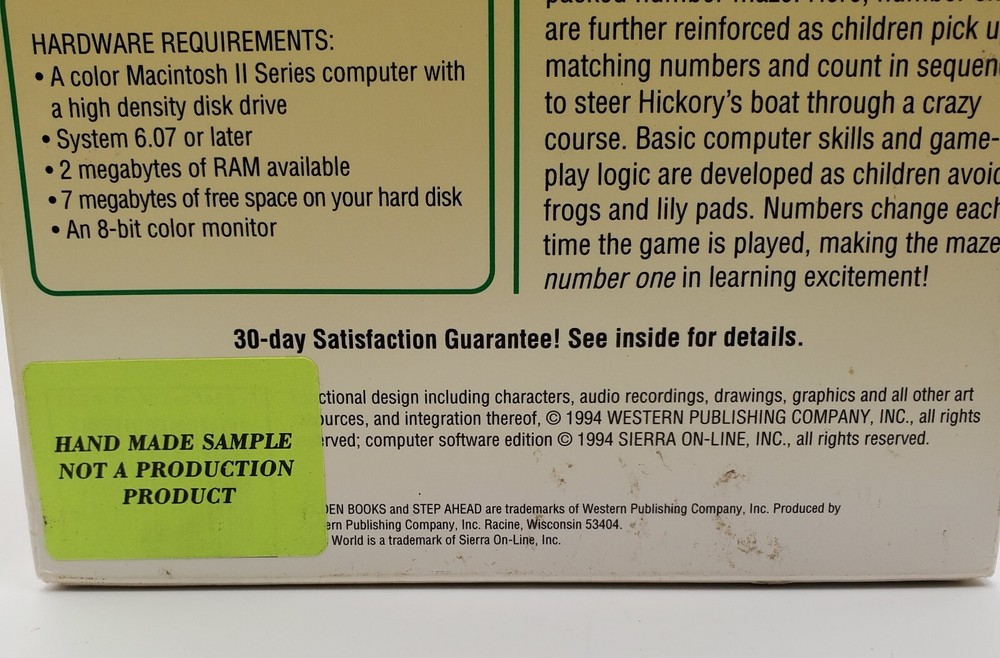 HARDWARE REQUIREMENTS:
• A color Macintosh II Series computer with
a high density disk drive
• System 6.07 or later
• 2 megabytes of RAM available
• 7 megabytes of free space on your hard disk
• An 8-bit color monitor
are further reinforced as children pick
matching numbers and count in
to steer Hickory's boat through a crazy
course. Basic computer skills and game-
play logic are developed as children
frogs and lily pads. Numbers change each
time the game is played, making the maze
number one in learning excitement!
30-day Satisfaction Guarantee! See inside for details.
design including characters, audio recordings, drawings, graphics and all other art
and integration thereof, © 1994 WESTERN PUBLISHING COMPANY, INC., all rights
computer software edition © 1994 SIERRA ON-LINE, INC., all rights reserved.
HAND MADE SAMPLE
NOT A PRODUCTION
PRODUCT
BOOKS and STEP AHEAD are trademarks of Western Publishing Company, Inc. Produced by
Publishing Company, Inc. Racine, Wisconsin 53404.
World is a trademark of Sierra On-Line, Inc.